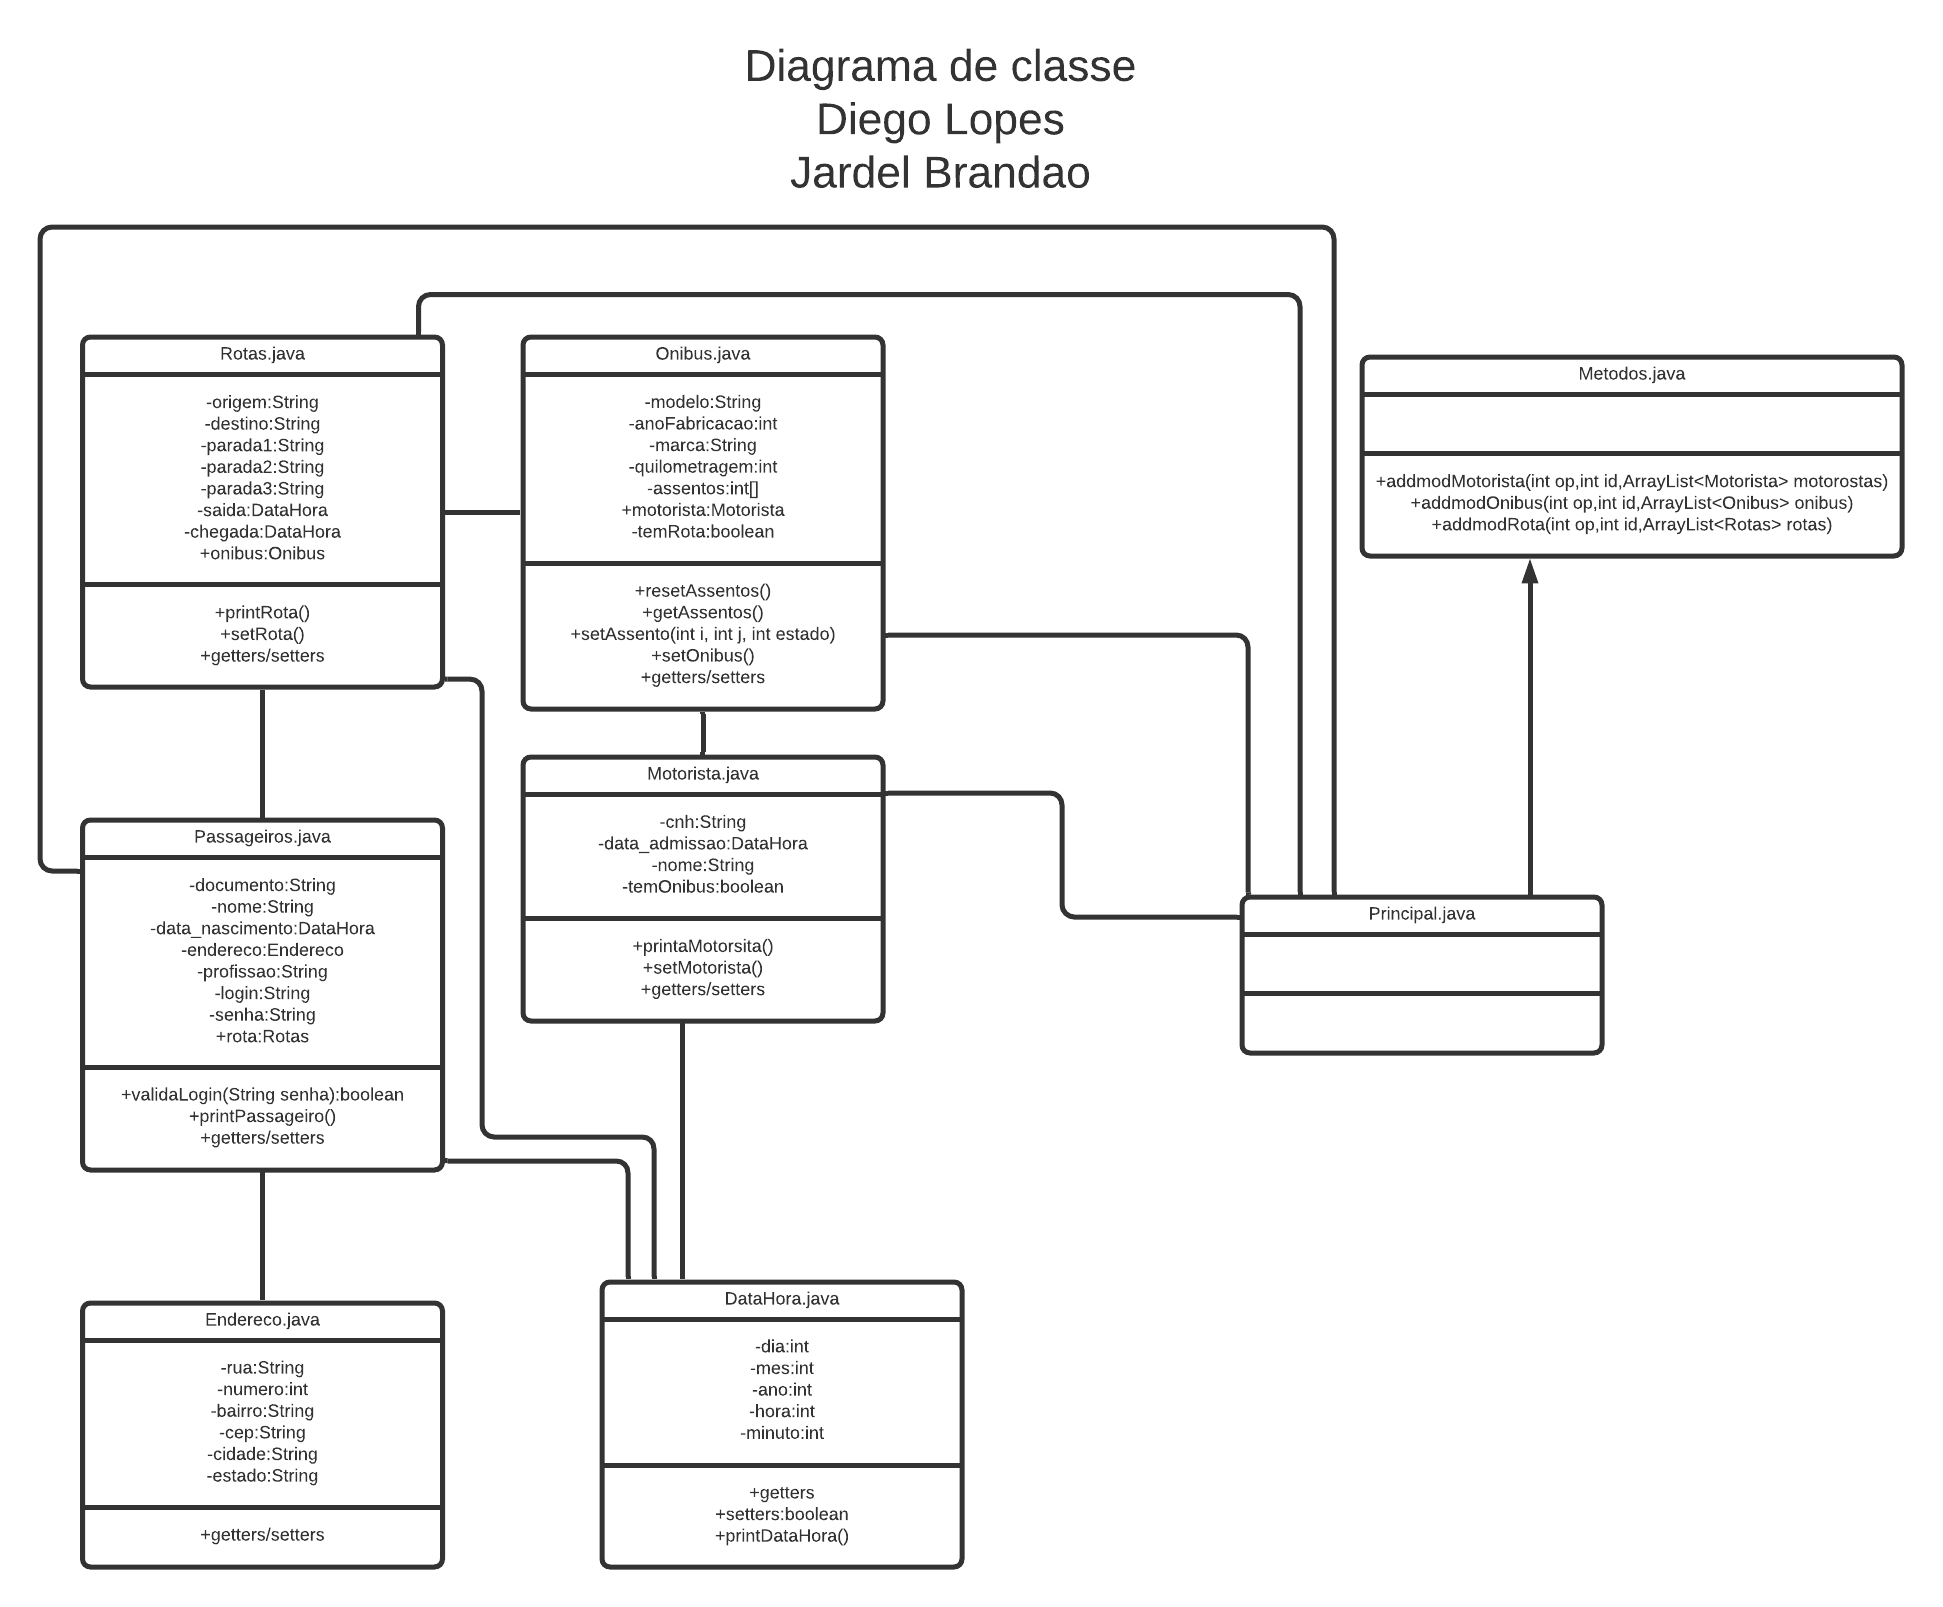 Diagrama de classe
Diego Lopes
Jardel Brandao
Rotas.java
-origem:String
-destino:String
-parada1:String
-parada2:String
-parada3:String
-saida:DataHora
-chegada:DataHora
+onibus:Onibus
+printRota()
+setRota()
+getters/setters
Onibus.java
-modelo:String
-anoFabricacao:int
-marca:String
-quilometragem:int
-assentos:int[]
+motorista:Motorista
-temRota:boolean
+resetAssentos()
+getAssentos()
+setAssento(int i, int j, int estado)
+setOnibus()
+getters/setters
Metodos.java
+addmodMotorista(int op,int id,ArrayList<Motorista> motorostas)
+addmodOnibus(int op,int id,ArrayList<Onibus> onibus)
+addmodRota(int op,int id,ArrayList<Rotas> rotas)
Passageiros.java
-documento:String
-nome:String
-data_nascimento:DataHora
-endereco:Endereco
-profissao:String
-login:String
-senha:String
+rota:Rotas
+validaLogin(String senha):boolean
+printPassageiro()
+getters/setters
Motorista.java
-cnh:String
-data_admissao:DataHora
-nome:String
-temOnibus:boolean
+printaMotorsita()
+setMotorista()
+getters/setters
Principal.java
Endereco.java
-rua:String
-numero:int
-bairro:String
-cep:String
-cidade:String
-estado:String
+getters/setters
DataHora.java
-dia:int
-mes:int
-ano:int
-hora:int
-minuto:int
+getters
+setters:boolean
+printDataHora()